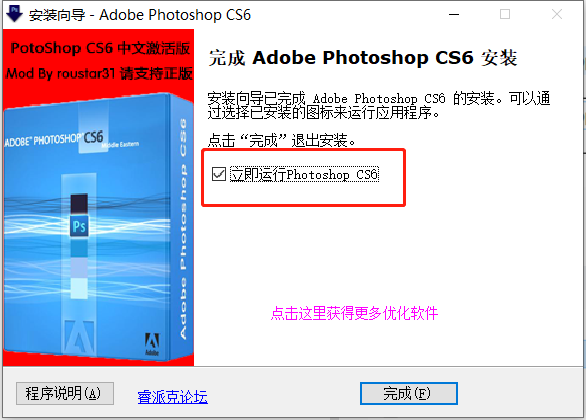 安装向导 - Adobe Photoshop CS6
PotoShop CS6 中文激活版
Mod By roustar31 请支持正版
ADOBE PHOTOSHOP CS6
Middle Eastern
Ps
Adobe Photoshop CS6
Adobe
完成 Adobe Photoshop CS6 安装
安装向导已完成 Adobe Photoshop CS6 的安装。可以通
过选择已安装的图标来运行应用程序。
点击“完成”退出安装。
立即运行Photoshop CS6
点击这里获得更多优化软件
程序说明(A)
睿派克论坛
完成(F)